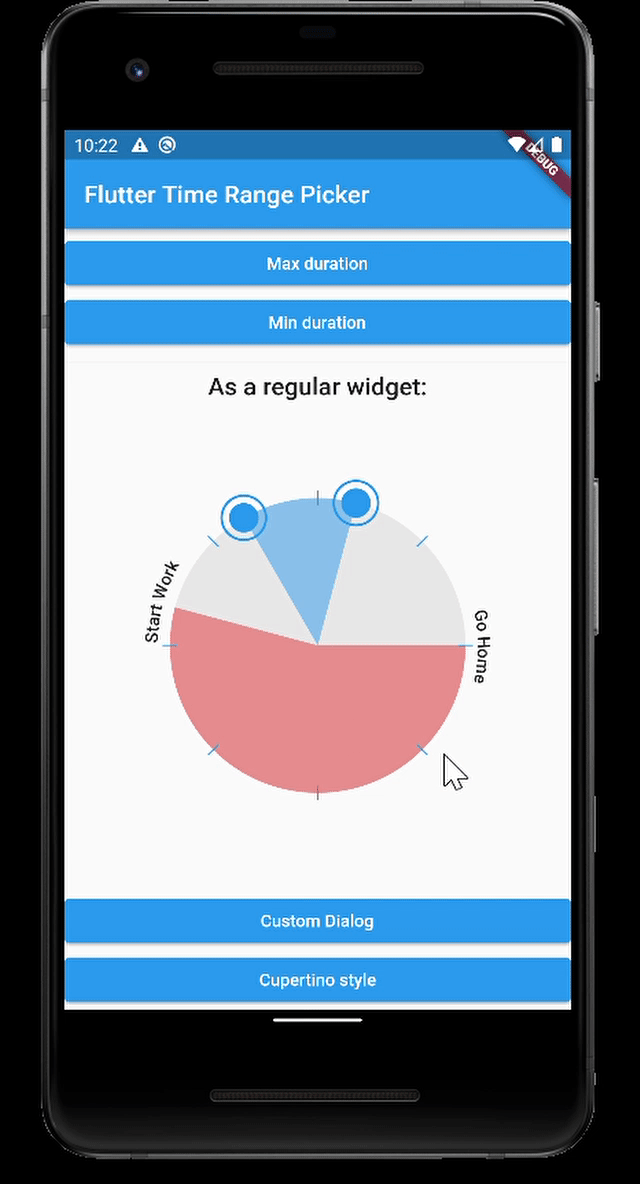 10:22
DEBUG
Flutter Time Range Picker
Max duration
Min duration
As a regular widget:
Start Work
Go Home
Custom Dialog
Cupertino style